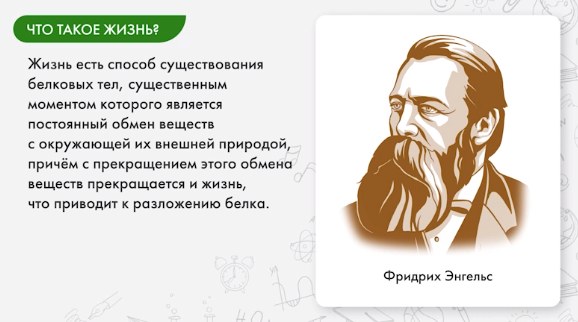 ЧТО ТАКОЕ ЖИЗНЬ?
Жизнь есть способ существования
белковых тел, существенным
моментом которого является
постоянный обмен веществ
с окружающей их внешней природой,
причём с прекращением этого обмена
веществ прекращается и жизнь,
что приводит к разложению белка.
Фридрих Энгельс